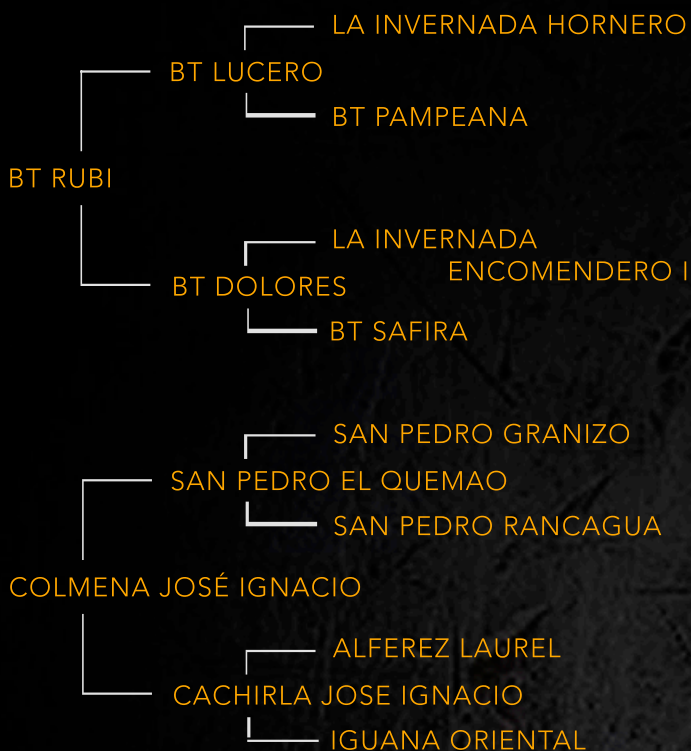 LA INVERNADA HORNERO
BT LUCERO
BT PAMPEANA
BT RUBI
LA INVERNADA
ENCOMENDERO I
BT DOLORES
BT SAFIRA
SAN PEDRO GRANIZO
SAN PEDRO EL QUEMAO
SAN PEDRO RANCAGUA
COLMENA JOSÉ IGNACIO
ALFEREZ LAUREL
CACHIRLA JOSE IGNACIO
IGUANA ORIENTAL